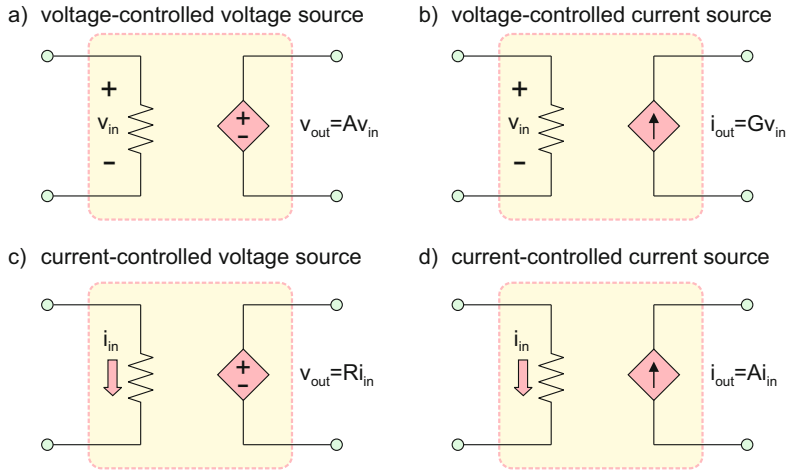 a) voltage-controlled voltage source
+
v_in
−
+
−
v_out=Av_in
b) voltage-controlled current source
+
v_in
−
i_out=Gv_in
c) current-controlled voltage source
i_in
+
−
v_out=Ri_in
d) current-controlled current source
i_in
i_out=Ai_in